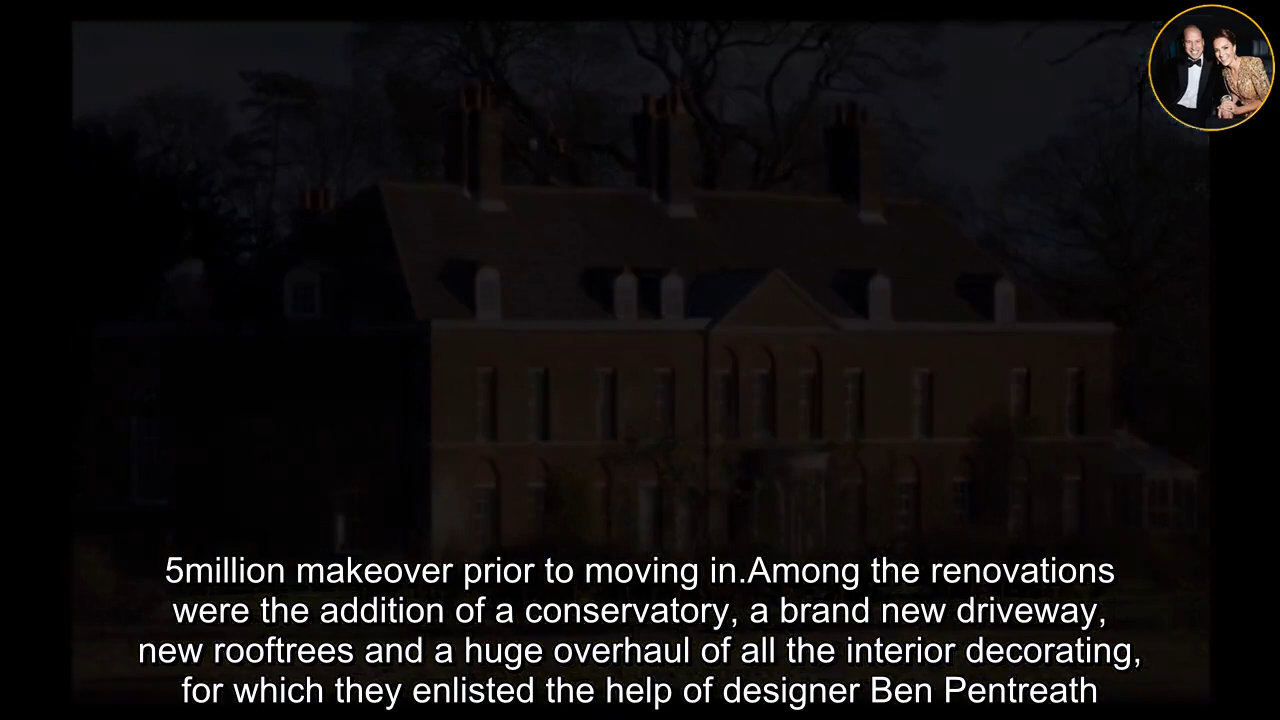 5million makeover prior to moving in.Among the renovations
were the addition of a conservatory, a brand new driveway,
new rooftrees and a huge overhaul of all the interior decorating,
for which they enlisted the help of designer Ben Pentreath